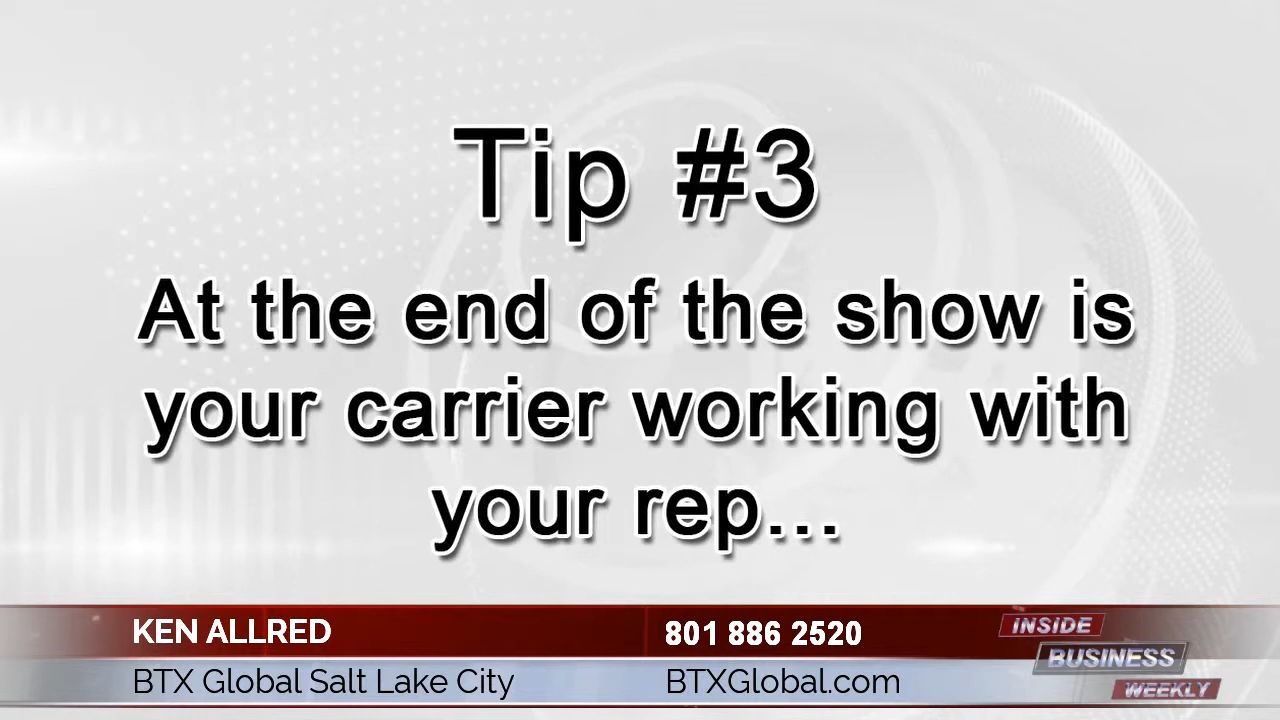 Tip #3
At the end of the show is
your carrier working with
your rep...
KEN ALLRED
801 886 2520
BTX Global Salt Lake City
BTXGlobal.com
INSIDE
BUSINESS
WEEKLY